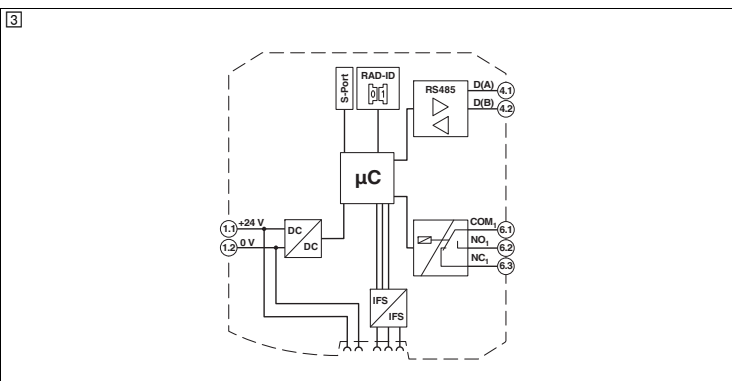 3
S-Port
RAD-ID
0 1
RS485
D(A)
4.1
D(B)
4.2
µC
1.1
+24 V
1.2
0 V
DC
DC
COM₁
6.1
NO₁
6.2
NC₁
6.3
IFS
IFS